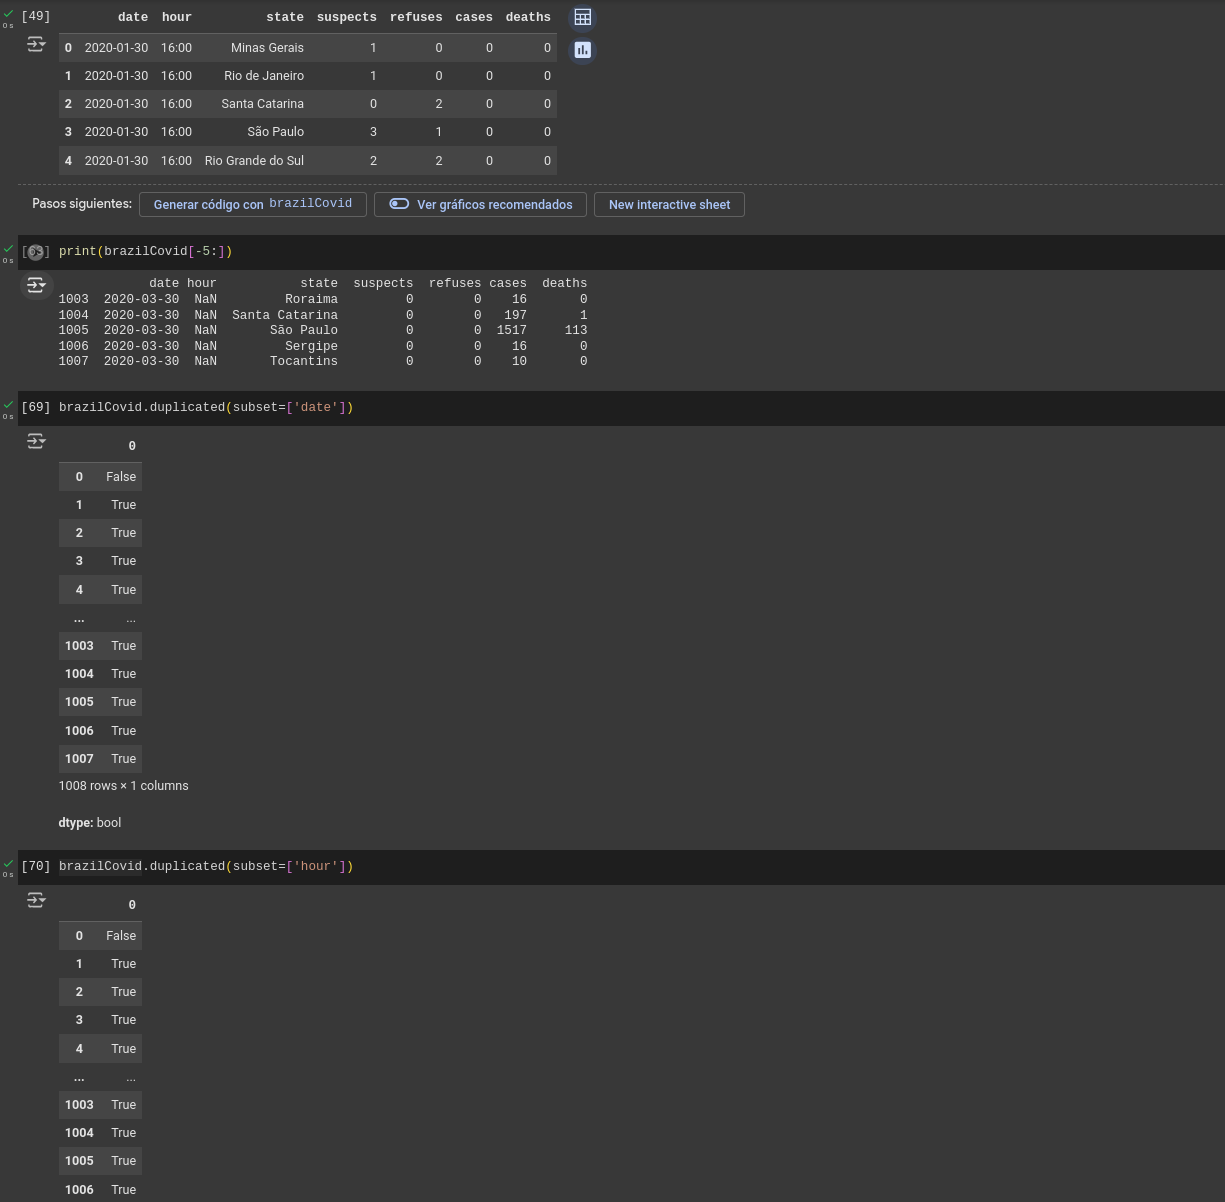 [49] date hour state suspects refuses cases deaths
0 s
0 2020-01-30 16:00 Minas Gerais 1 0 0 0
1 2020-01-30 16:00 Rio de Janeiro 1 0 0 0
2 2020-01-30 16:00 Santa Catarina 0 2 0 0
3 2020-01-30 16:00 São Paulo 3 1 0 0
4 2020-01-30 16:00 Rio Grande do Sul 2 2 0 0
Pasos siguientes: Generar código con brazilCovid Ver gráficos recomendados New interactive sheet
print(brazilCovid[-5:])
0 s
date hour state suspects refuses cases deaths
1003 2020-03-30 NaN Roraima 0 0 16 0
1004 2020-03-30 NaN Santa Catarina 0 0 197 1
1005 2020-03-30 NaN São Paulo 0 0 1517 113
1006 2020-03-30 NaN Sergipe 0 0 16 0
1007 2020-03-30 NaN Tocantins 0 0 10 0
[69] brazilCovid.duplicated(subset=['date'])
0 s
0
0 False
1 True
2 True
3 True
4 True
... ...
1003 True
1004 True
1005 True
1006 True
1007 True
1008 rows × 1 columns
dtype: bool
[70] brazilCovid.duplicated(subset=['hour'])
0 s
0
0 False
1 True
2 True
3 True
4 True
... ...
1003 True
1004 True
1005 True
1006 True